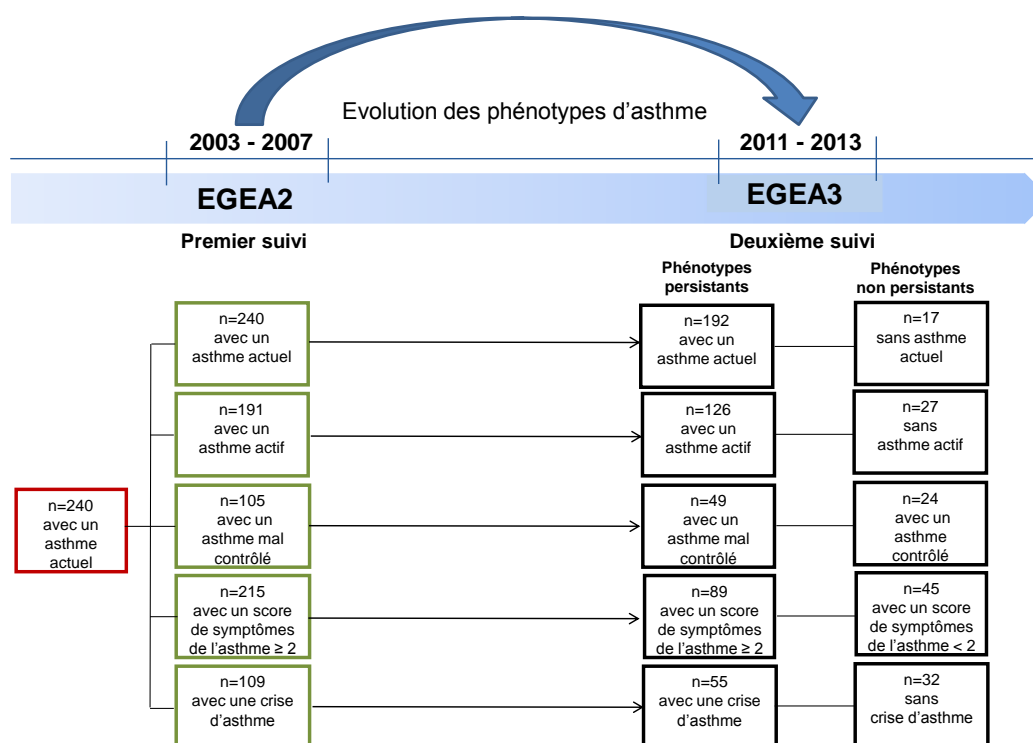 Evolution des phénotypes d'asthme
2003 - 2007
2011 - 2013
EGEA2
EGEA3
Premier suivi
Deuxième suivi
Phénotypes
persistants
Phénotypes
non persistants
n=240
avec un
asthme actuel
n=192
avec un
asthme actuel
n=17
sans asthme
actuel
n=191
avec un
asthme actif
n=126
avec un
asthme actif
n=27
sans
asthme actif
n=240
avec un
asthme
actuel
n=105
avec un
asthme mal
contrôlé
n=49
avec un
asthme mal
contrôlé
n=24
avec un
asthme
contrôlé
n=215
avec un score
de symptômes
de l'asthme ≥ 2
n=89
avec un score
de symptômes
de l'asthme ≥ 2
n=45
avec un score
de symptômes
de l'asthme < 2
n=109
avec une crise
d'asthme
n=55
avec une crise
d'asthme
n=32
sans
crise d'asthme